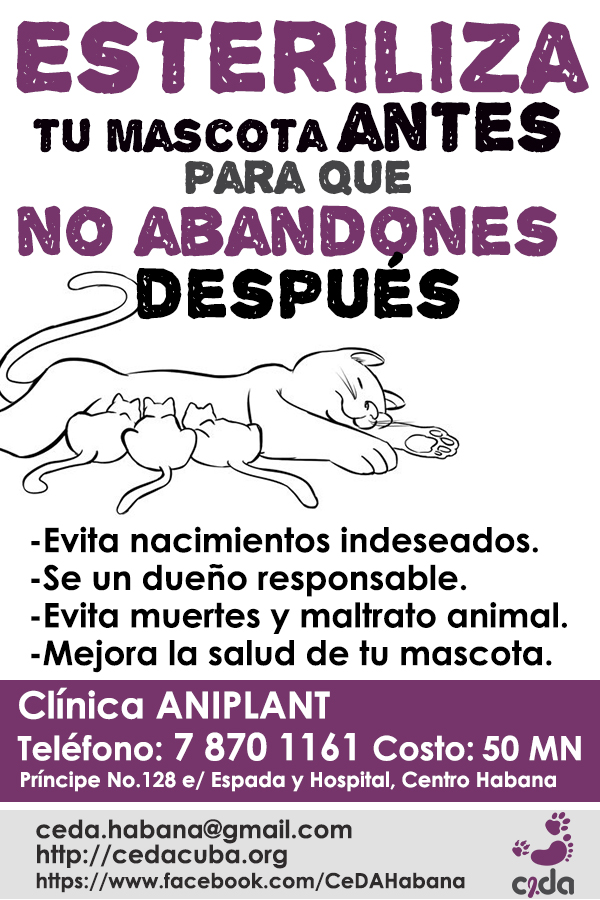 ESTERILIZA
TU MASCOTA ANTES
PARA QUE
NO ABANDONES
DESPUÉS
-Evita nacimientos indeseados.
-Se un dueño responsable.
-Evita muertes y maltrato animal.
-Mejora la salud de tu mascota.
Clínica ANIPLANT
Teléfono: 7 870 1161 Costo: 50 MN
Príncipe No.128 e/ Espada y Hospital, Centro Habana
ceda.habana@gmail.com
http://cedacuba.org
https://www.facebook.com/CeDAHabana
ceda